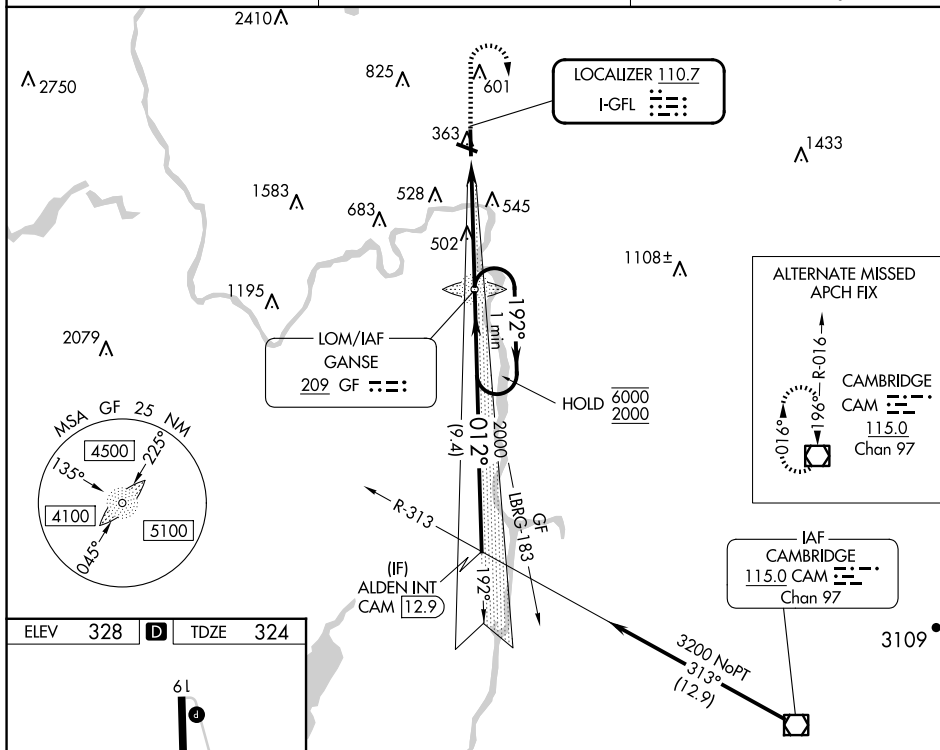 2410
2750
825
601
LOCALIZER 110.7
I-GFL
363
1433
1583
528
683
545
502
1108±
ALTERNATE MISSED
APCH FIX
R-016
CAMBRIDGE
CAM
115.0
Chan 97
016°
196°
1195
192°
1 min
LOM/IAF
GANSE
209 GF
2079
HOLD 6000
2000
MSA GF 25 NM
4500
225°
135°
4100
5100
045°
012°
(9.4)
2000
GF
LBRG-183
R-313
(IF)
ALDEN INT
CAM 12.9
192°
IAF
CAMBRIDGE
115.0 CAM
Chan 97
3200 NoPT
313°
(12.9)
3109
ELEV 328 D TDZE 324
19
P